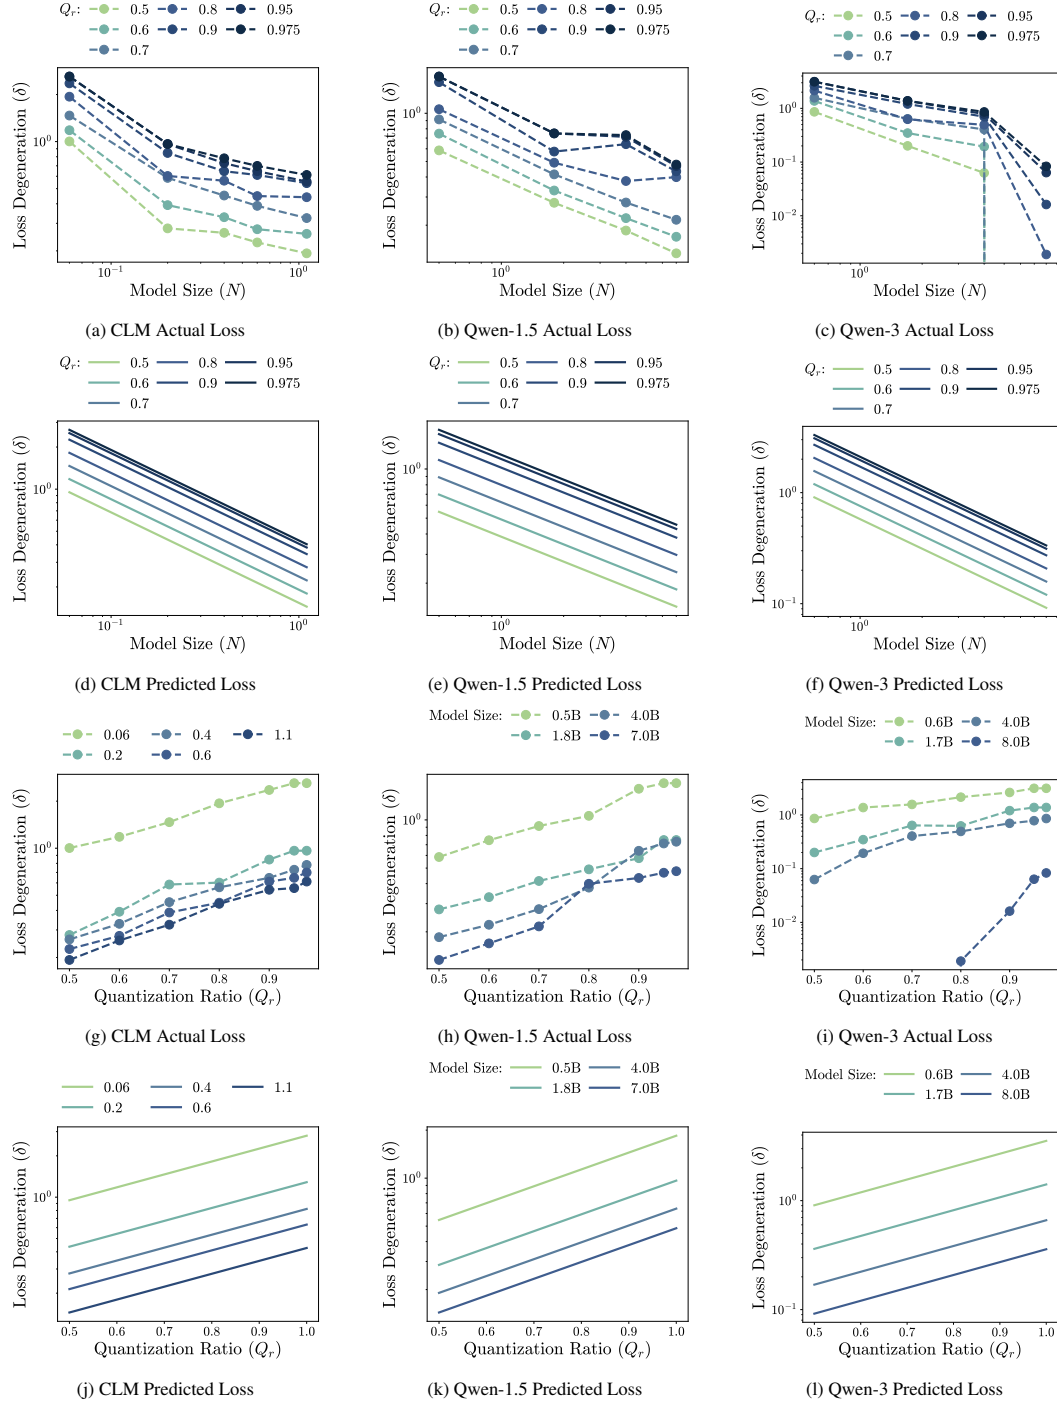 Qr: 0.5 0.8 0.95
0.6 0.9 0.975
0.7
Loss Degeneration (δ)
10^0
10^-1 10^0
Model Size (N)
(a) CLM Actual Loss
Qr: 0.5 0.8 0.95
0.6 0.9 0.975
0.7
Loss Degeneration (δ)
10^0
10^0
Model Size (N)
(b) Qwen-1.5 Actual Loss
Qr: 0.5 0.8 0.95
0.6 0.9 0.975
0.7
Loss Degeneration (δ)
10^0
10^-1
10^-2
10^0
Model Size (N)
(c) Qwen-3 Actual Loss
Qr: 0.5 0.8 0.95
0.6 0.9 0.975
0.7
Loss Degeneration (δ)
10^0
10^-1 10^0
Model Size (N)
(d) CLM Predicted Loss
Qr: 0.5 0.8 0.95
0.6 0.9 0.975
0.7
Loss Degeneration (δ)
10^0
10^0
Model Size (N)
(e) Qwen-1.5 Predicted Loss
Qr: 0.5 0.8 0.95
0.6 0.9 0.975
0.7
Loss Degeneration (δ)
10^0
10^-1
10^0
Model Size (N)
(f) Qwen-3 Predicted Loss
0.06 0.4 1.1
0.2 0.6
Loss Degeneration (δ)
10^0
0.5 0.6 0.7 0.8 0.9
Quantization Ratio (Qr)
(g) CLM Actual Loss
Model Size: 0.5B 4.0B
1.8B 7.0B
Loss Degeneration (δ)
10^0
0.5 0.6 0.7 0.8 0.9
Quantization Ratio (Qr)
(h) Qwen-1.5 Actual Loss
Model Size: 0.6B 4.0B
1.7B 8.0B
Loss Degeneration (δ)
10^0
10^-1
10^-2
0.5 0.6 0.7 0.8 0.9
Quantization Ratio (Qr)
(i) Qwen-3 Actual Loss
0.06 0.4 1.1
0.2 0.6
Loss Degeneration (δ)
10^0
0.5 0.6 0.7 0.8 0.9 1.0
Quantization Ratio (Qr)
(j) CLM Predicted Loss
Model Size: 0.5B 4.0B
1.8B 7.0B
Loss Degeneration (δ)
10^0
0.5 0.6 0.7 0.8 0.9 1.0
Quantization Ratio (Qr)
(k) Qwen-1.5 Predicted Loss
Model Size: 0.6B 4.0B
1.7B 8.0B
Loss Degeneration (δ)
10^0
10^-1
0.5 0.6 0.7 0.8 0.9 1.0
Quantization Ratio (Qr)
(l) Qwen-3 Predicted Loss